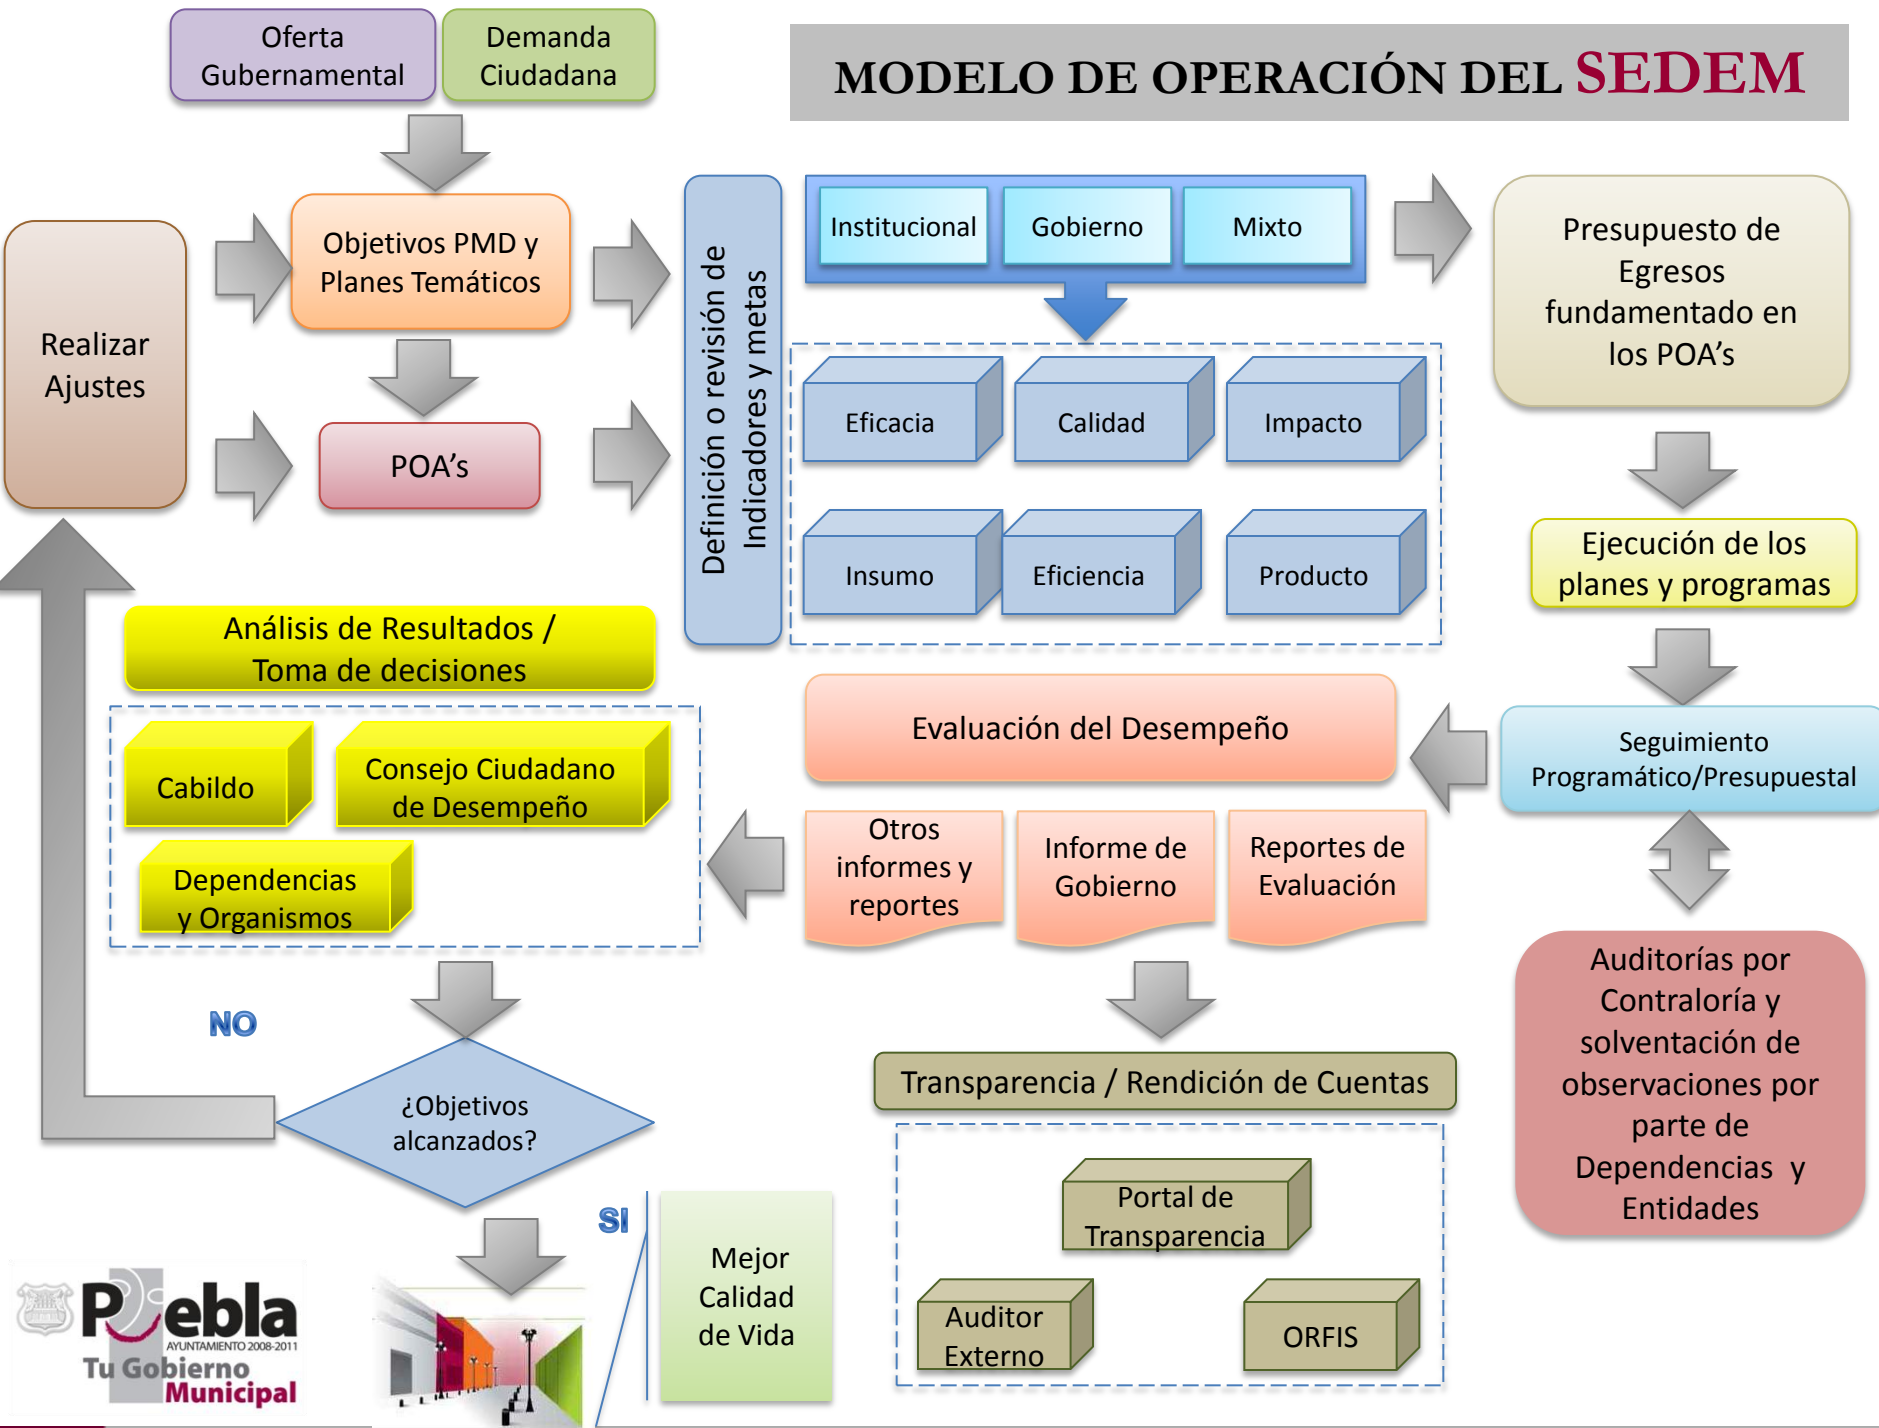 Oferta
Gubernamental
Demanda
Ciudadana
MODELO DE OPERACIÓN DEL SEDEM
Realizar
Ajustes
Objetivos PMD y
Planes Temáticos
POA's
Definición o revisión de
Indicadores y metas
Institucional
Gobierno
Mixto
Eficacia
Calidad
Impacto
Insumo
Eficiencia
Producto
Presupuesto de
Egresos
fundamentado en
los POA's
Ejecución de los
planes y programas
Seguimiento
Programático/Presupuestal
Auditorías por
Contraloría y
solventación de
observaciones por
parte de
Dependencias y
Entidades
Evaluación del Desempeño
Otros
informes y
reportes
Informe de
Gobierno
Reportes de
Evaluación
Transparencia / Rendición de Cuentas
Portal de
Transparencia
Auditor
Externo
ORFIS
Análisis de Resultados /
Toma de decisiones
Cabildo
Consejo Ciudadano
de Desempeño
Dependencias
y Organismos
NO
¿Objetivos
alcanzados?
SI
Mejor
Calidad
de Vida
Puebla
AYUNTAMIENTO 2008-2011
Tu Gobierno
Municipal